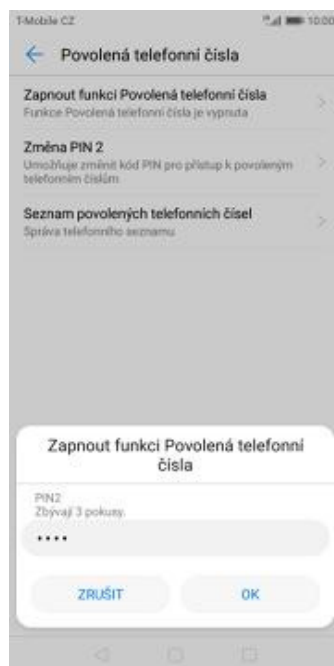 T-Mobile CZ 10:00
Povolená telefonní čísla
Zapnout funkci Povolená telefonní čísla
Funkce Povolená telefonní čísla je vypnuta
Změna PIN 2
Umožňuje změnit kód PIN pro přístup k povoleným
telefonním číslům
Seznam povolených telefonních čísel
Správa telefonního seznamu
Zapnout funkci Povolená telefonní
čísla
PIN2
Zbývají 3 pokusy.
••••
ZRUŠIT OK